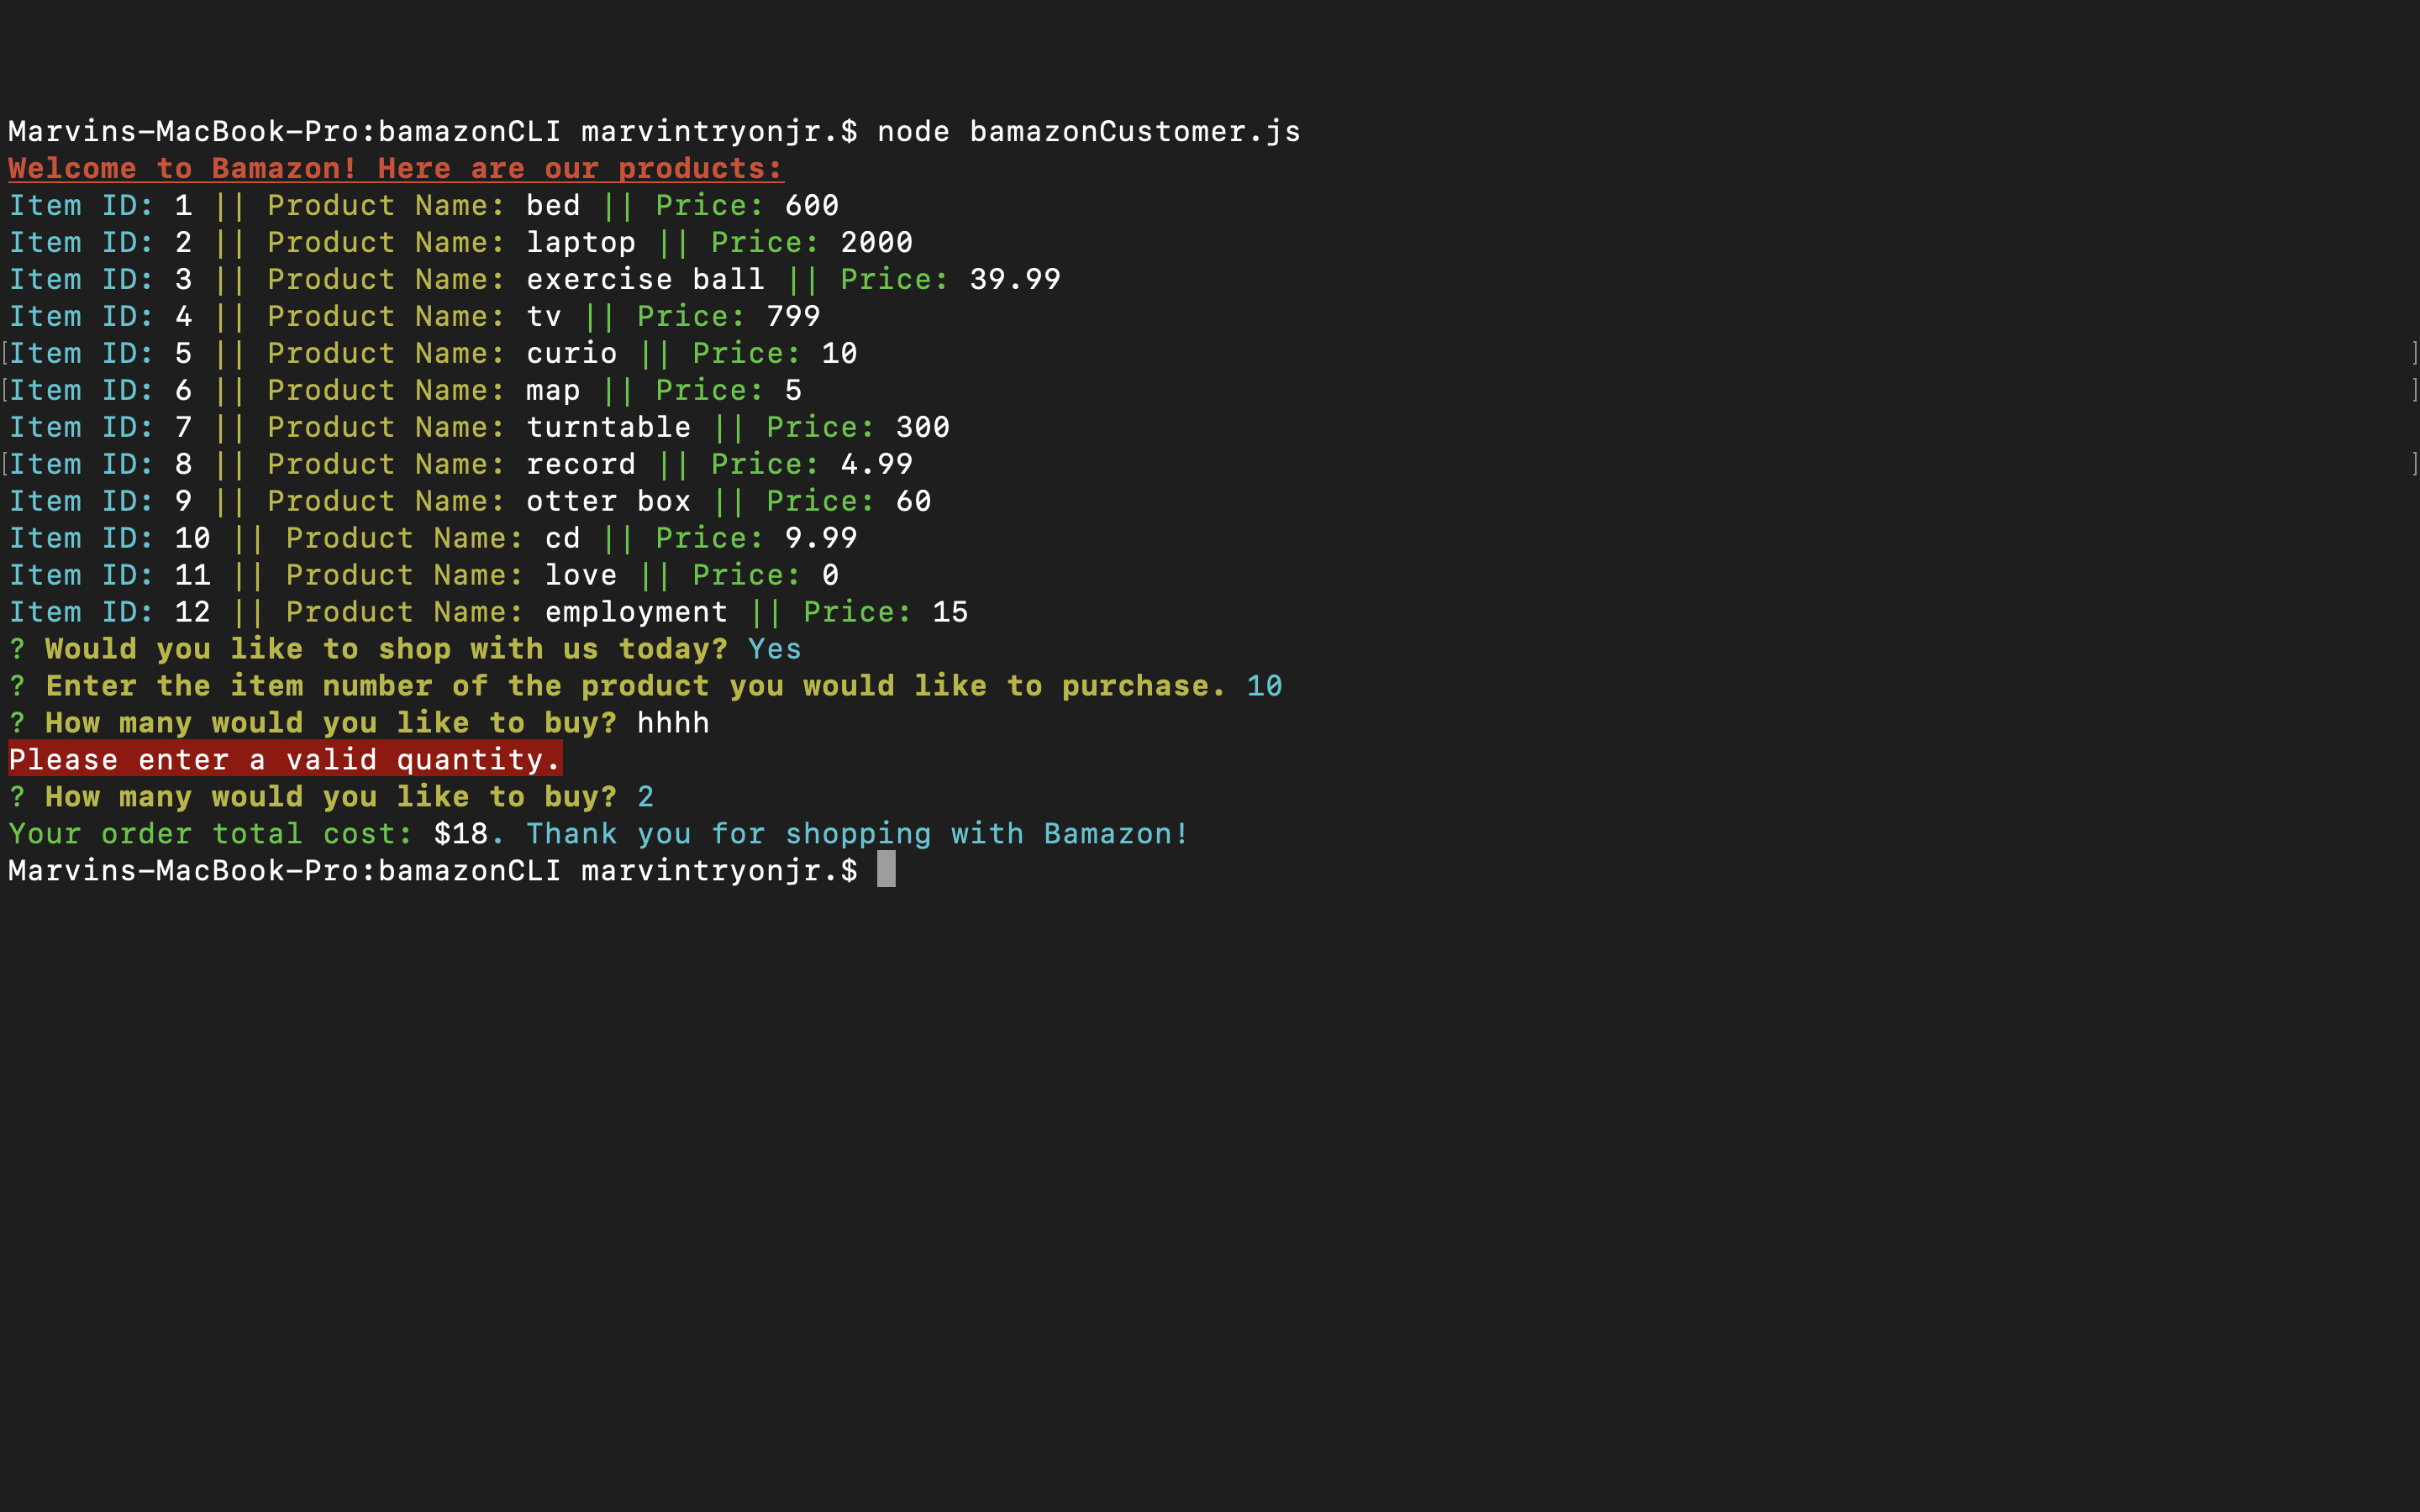 Marvins-MacBook-Pro:bamazonCLI marvintryonjr.$ node bamazonCustomer.js
Welcome to Bamazon! Here are our products:
Item ID: 1 || Product Name: bed || Price: 600
Item ID: 2 || Product Name: laptop || Price: 2000
Item ID: 3 || Product Name: exercise ball || Price: 39.99
Item ID: 4 || Product Name: tv || Price: 799
[Item ID: 5 || Product Name: curio || Price: 10 ]
[Item ID: 6 || Product Name: map || Price: 5 ]
Item ID: 7 || Product Name: turntable || Price: 300
[Item ID: 8 || Product Name: record || Price: 4.99 ]
Item ID: 9 || Product Name: otter box || Price: 60
Item ID: 10 || Product Name: cd || Price: 9.99
Item ID: 11 || Product Name: love || Price: 0
Item ID: 12 || Product Name: employment || Price: 15
? Would you like to shop with us today? Yes
? Enter the item number of the product you would like to purchase. 10
? How many would you like to buy? hhhh
Please enter a valid quantity.
? How many would you like to buy? 2
Your order total cost: $18. Thank you for shopping with Bamazon!
Marvins-MacBook-Pro:bamazonCLI marvintryonjr.$